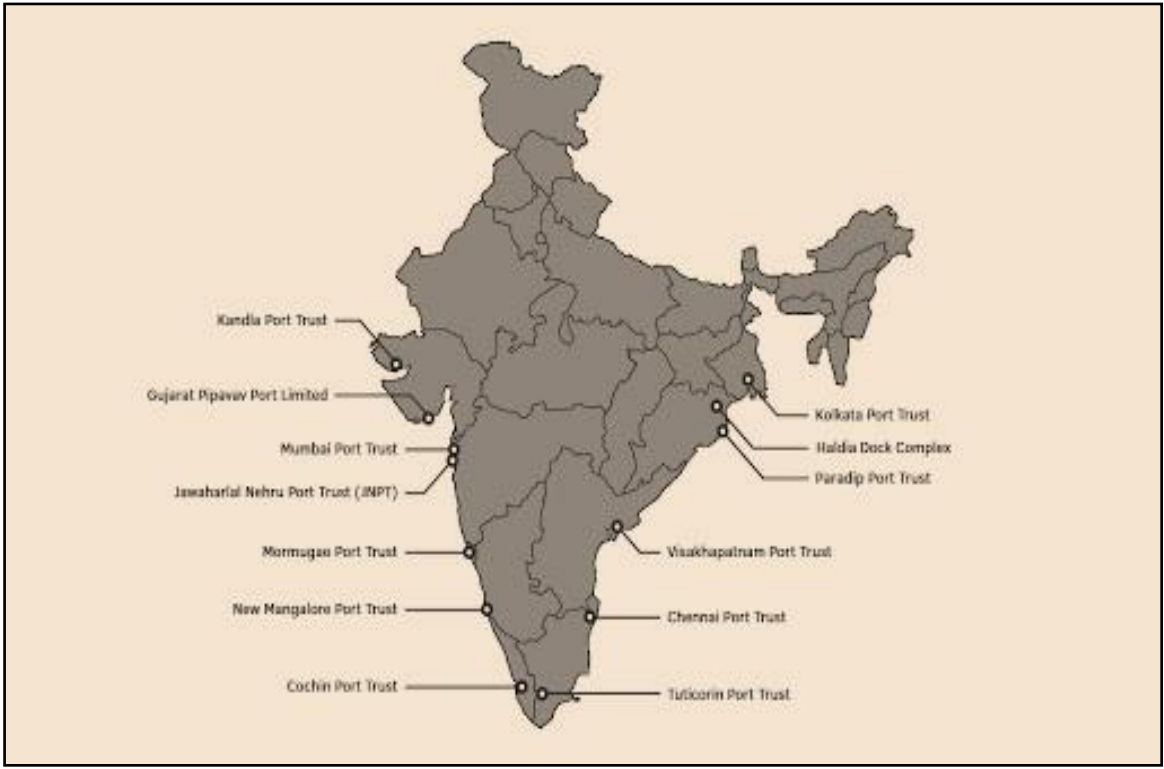 Kandla Port Trust
Gujarat Pipavav Port Limited
Mumbai Port Trust
Jawaharlal Nehru Port Trust (JNPT)
Mormugao Port Trust
New Mangalore Port Trust
Cochin Port Trust
Kolkata Port Trust
Haldia Dock Complex
Paradip Port Trust
Visakhapatnam Port Trust
Chennai Port Trust
Tuticorin Port Trust